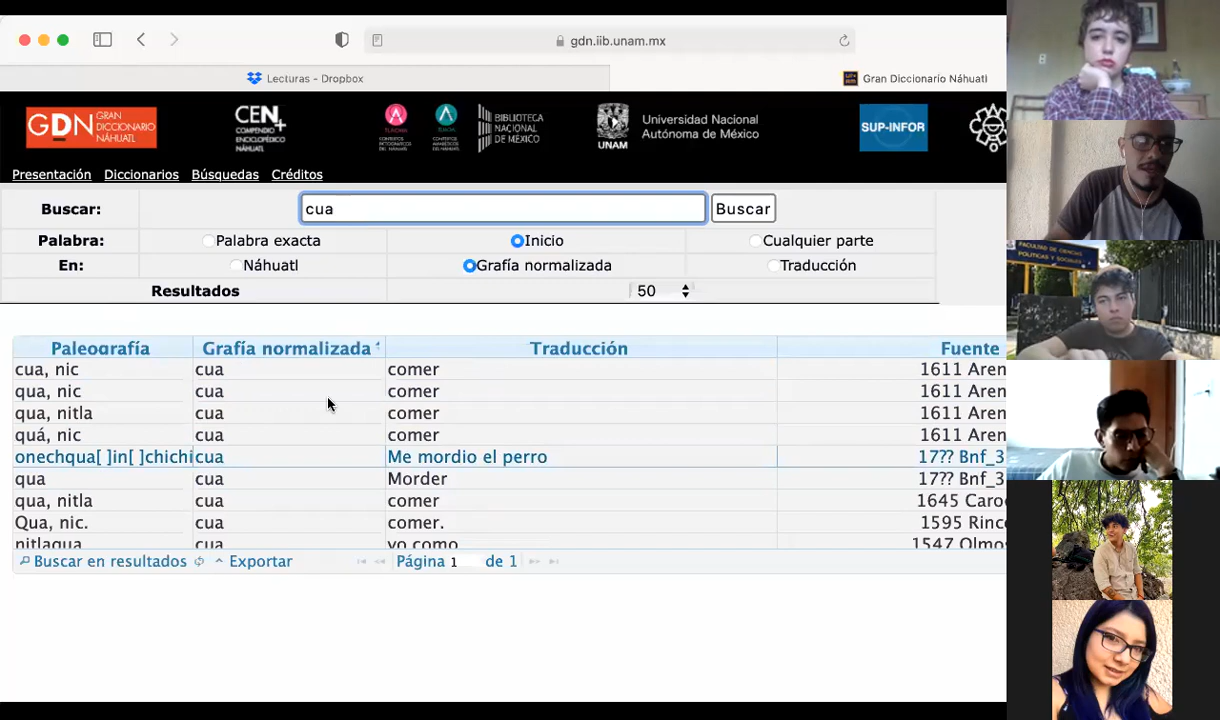 gdn.iib.unam.mx
Lecturas – Dropbox
Gran Diccionario Náhuatl
GDN GRAN DICCIONARIO NÁHUATL
CEN+ COMPENDIO ENCICLOPÉDICO NÁHUATL
BIBLIOTECA NACIONAL DE MÉXICO
UNAM
Universidad Nacional Autónoma de México
SUP-INFOR
Presentación Diccionarios Búsquedas Créditos
Buscar: cua Buscar
Palabra: Palabra exacta Inicio Cualquier parte
En: Náhuatl Grafía normalizada Traducción
Resultados 50
Paleografía Grafía normalizada Traducción Fuente
cua, nic cua comer 1611 Aren
qua, nic cua comer 1611 Aren
qua, nitla cua comer 1611 Aren
quá, nic cua comer 1611 Aren
onechqua[ ]in[ ]chichi cua Me mordio el perro 17?? Bnf_3
qua cua Morder 17?? Bnf_3
qua, nitla cua comer 1645 Caro
Qua, nic. cua comer. 1595 Rinc
nitlaqua cua yo como 1547 Olmo
Buscar en resultados Exportar Página 1 de 1
FACULTAD DE CIENCIAS
POLITICAS Y SOCIALES